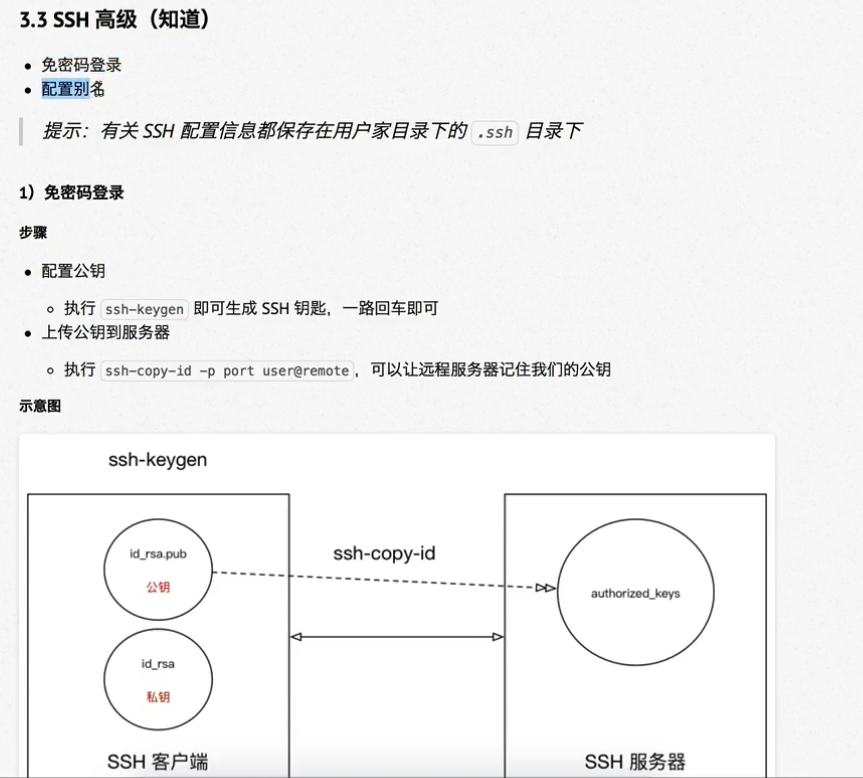 3.3 SSH 高级（知道）
免密码登录
配置别名
提示：有关 SSH 配置信息都保存在用户家目录下的 .ssh 目录下
1）免密码登录
步骤
配置公钥
执行 ssh-keygen 即可生成 SSH 钥匙，一路回车即可
上传公钥到服务器
执行 ssh-copy-id -p port user@remote，可以让远程服务器记住我们的公钥
示意图
ssh-keygen
ssh-copy-id
id_rsa.pub
公钥
authorized_keys
id_rsa
私钥
SSH 客户端
SSH 服务器